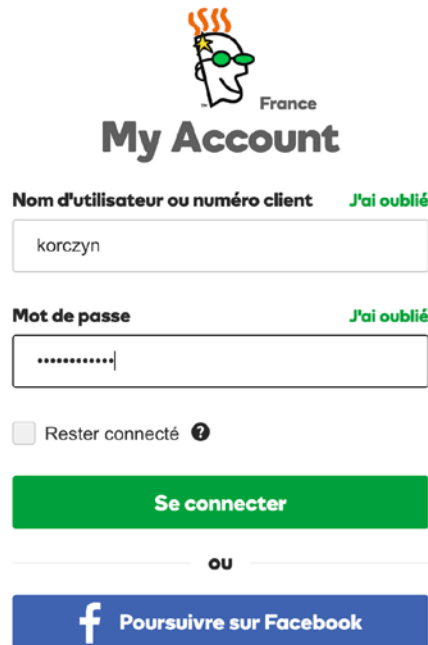 France
My Account
Nom d'utilisateur ou numéro client J'ai oublié
korczyn
Mot de passe J'ai oublié
••••••••••••
Rester connecté ?
Se connecter
ou
f Poursuivre sur Facebook